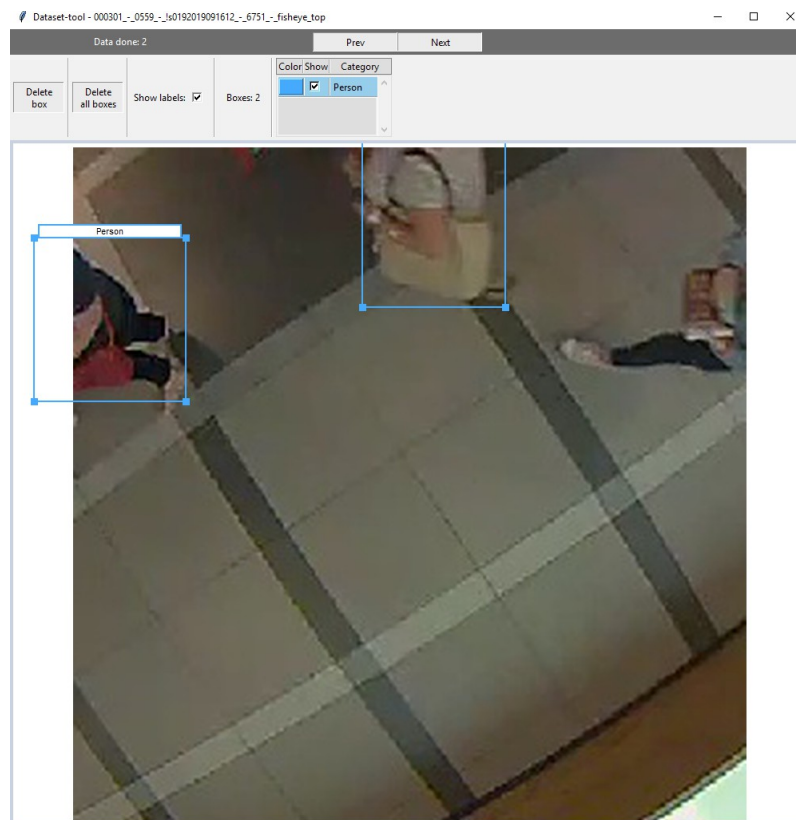 Dataset-tool - 000301_-_0559_-_!s0192019091612_-_6751_-_fisheye_top
Data done: 2
Prev
Next
Delete box
Delete all boxes
Show labels:
Boxes: 2
Color Show Category
Person
Person